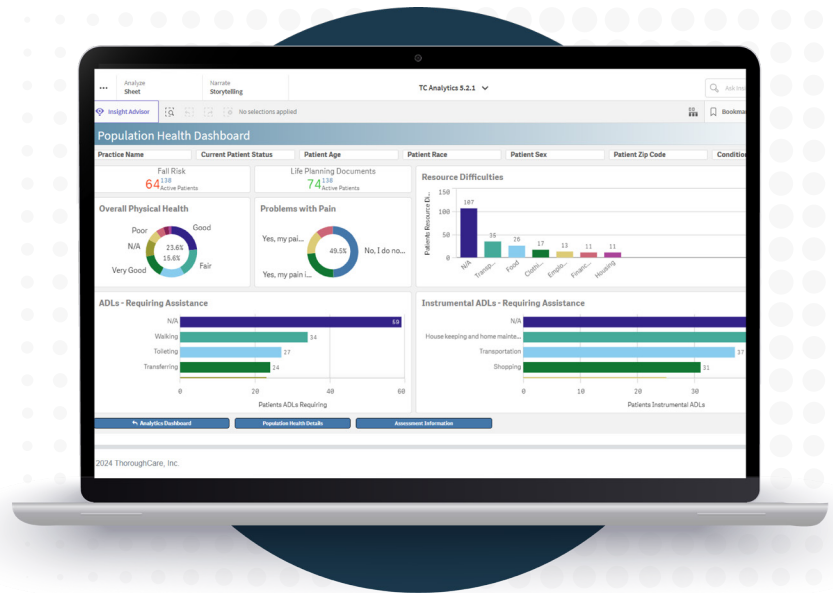 Analyze
Sheet
Narrate
Storytelling
TC Analytics 5.2.1
Insight Advisor
No selections applied
Bookma
Population Health Dashboard
Practice Name Current Patient Status Patient Age Patient Race Patient Sex Patient Zip Code Condition
Fall Risk
64 138
Active Patients
Life Planning Documents
74 138
Active Patients
Resource Difficulties
Patients Resource Di...
150
100
50
0
107
35
26
17
13
11
11
N/A
Transpo...
Food
Clothi...
Emplo...
Financ...
Housing
Overall Physical Health
Poor
Good
N/A
23.6%
15.6%
Very Good
Fair
Problems with Pain
Yes, my pai...
49.5%
No, I do no...
Yes, my pain i...
ADLs - Requiring Assistance
N/A
Walking 34
Toileting 27
Transferring 24
0 20 40 60
Patients ADLs Requiring
Instrumental ADLs - Requiring Assistance
N/A
House keeping and home mainte...
Transportation 37
Shopping 31
0 10 20 30
Patients Instrumental ADLs
Analytics Dashboard
Population Health Details
Assessment Information
2024 ThoroughCare, Inc.